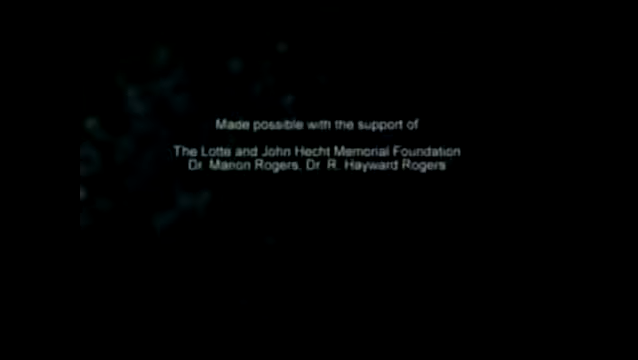 Made possible with the support of
The Lotte and John Hecht Memorial Foundation
Dr. Marion Rogers, Dr. R. Hayward Rogers